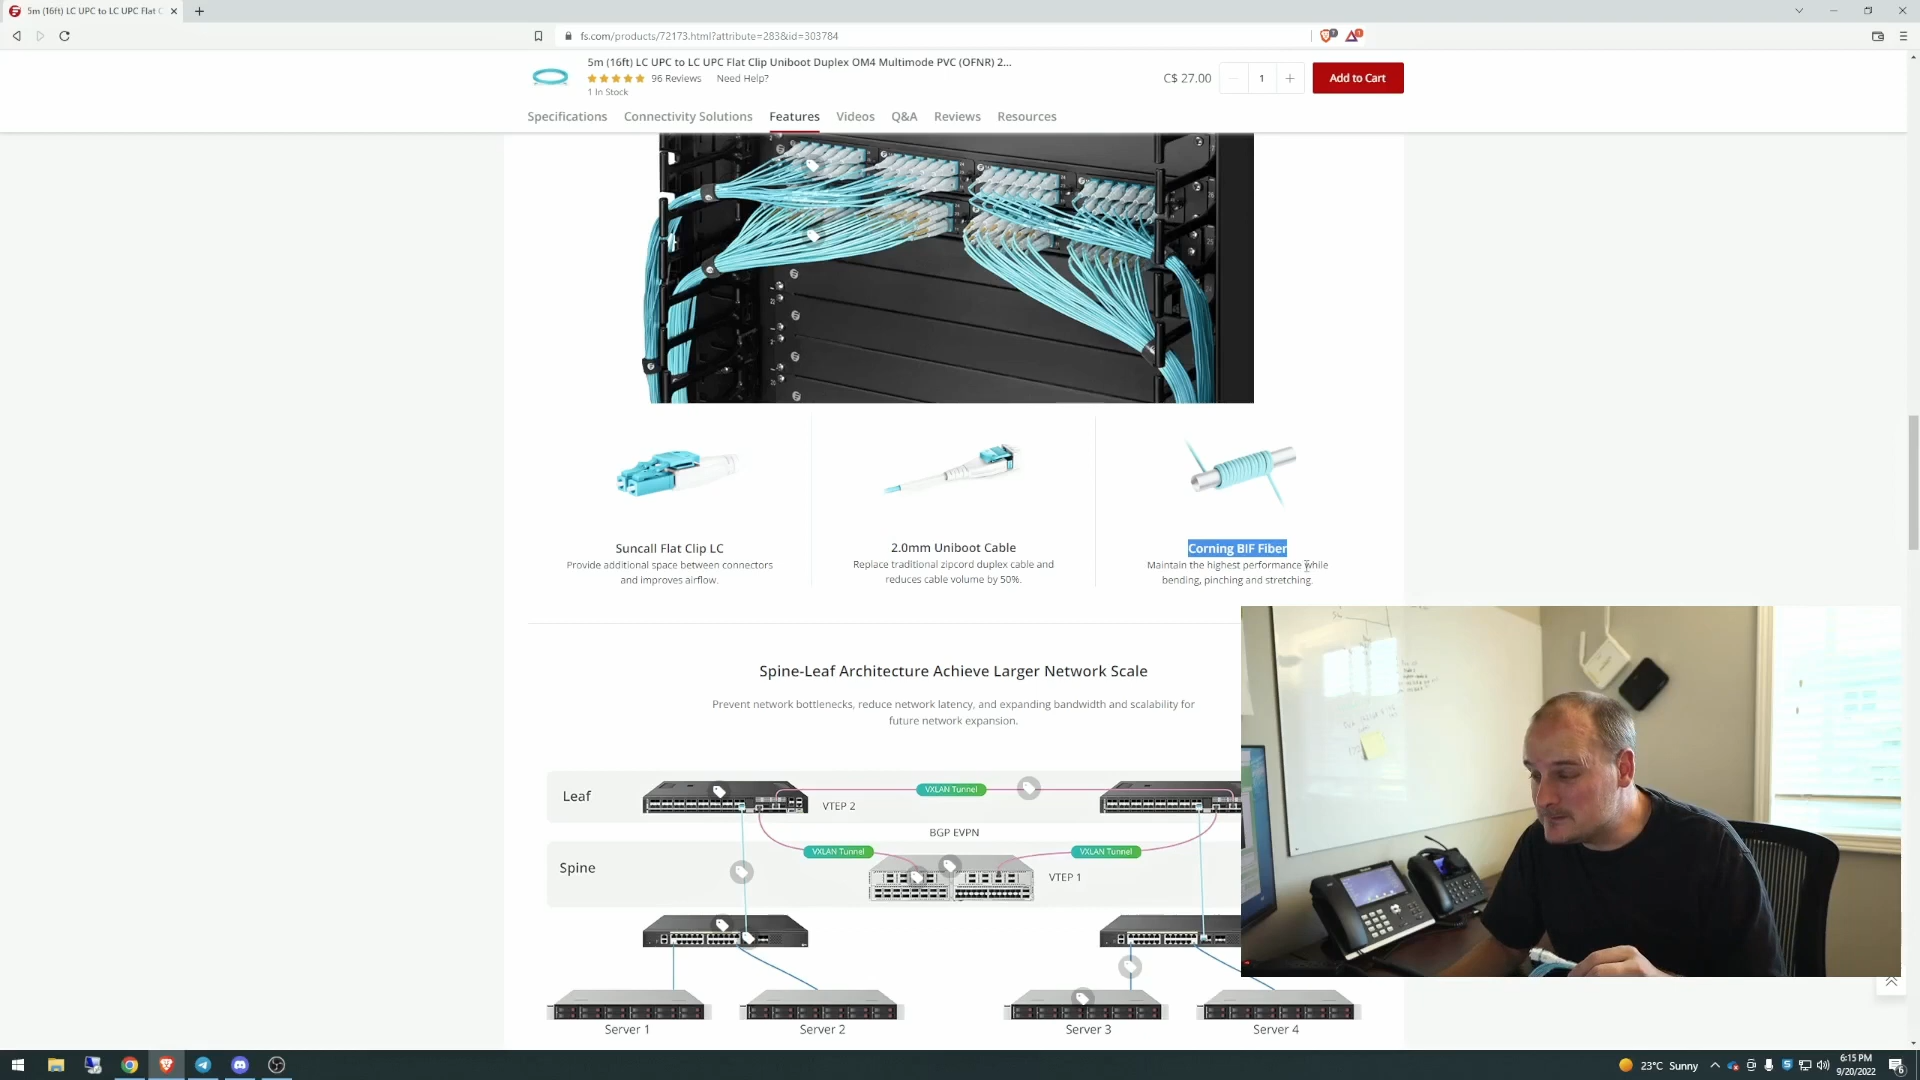 5m (16ft) LC UPC to LC UPC Flat C
fs.com/products/72173.html?attribute=283&id=303784
5m (16ft) LC UPC to LC UPC Flat Clip Uniboot Duplex OM4 Multimode PVC (OFNR) 2...
96 Reviews Need Help?
1 In Stock
C$ 27.00
1
Add to Cart
Specifications Connectivity Solutions Features Videos Q&A Reviews Resources
Suncall Flat Clip LC
Provide additional space between connectors
and improves airflow.
2.0mm Uniboot Cable
Replace traditional zipcord duplex cable and
reduces cable volume by 50%.
Corning BIF Fiber
Maintain the highest performance while
bending, pinching and stretching.
Spine-Leaf Architecture Achieve Larger Network Scale
Prevent network bottlenecks, reduce network latency, and expanding bandwidth and scalability for
future network expansion.
Leaf
VTEP 2
VXLAN Tunnel
BGP EVPN
VXLAN Tunnel
VXLAN Tunnel
Spine
VTEP 1
Server 1
Server 2
Server 3
Server 4
23°C Sunny
6:15 PM
9/20/2022